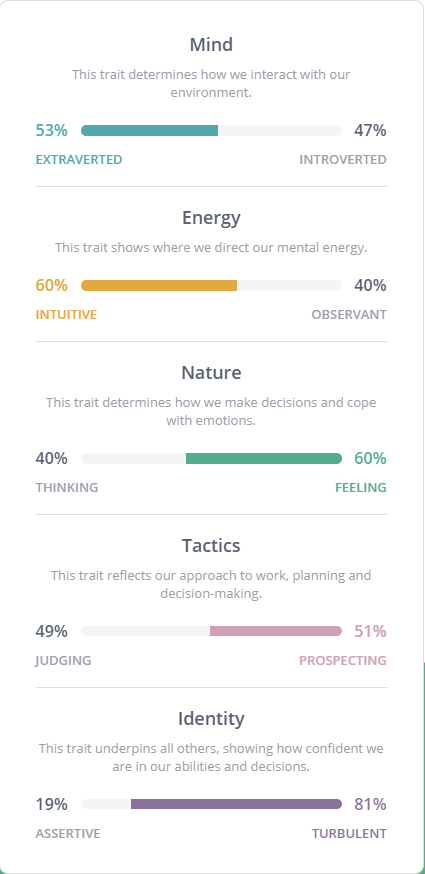 Mind
This trait determines how we interact with our
environment.
53% 47%
EXTRAVERTED INTROVERTED
Energy
This trait shows where we direct our mental energy.
60% 40%
INTUITIVE OBSERVANT
Nature
This trait determines how we make decisions and cope
with emotions.
40% 60%
THINKING FEELING
Tactics
This trait reflects our approach to work, planning and
decision-making.
49% 51%
JUDGING PROSPECTING
Identity
This trait underpins all others, showing how confident we
are in our abilities and decisions.
19% 81%
ASSERTIVE TURBULENT